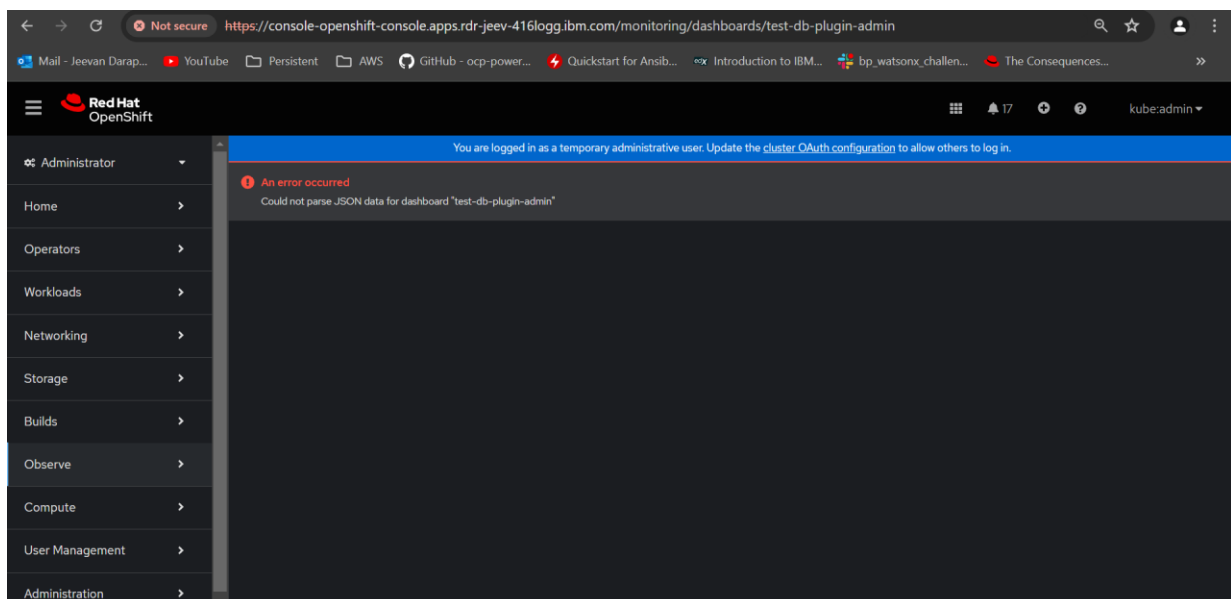 Not secure https://console-openshift-console.apps.rdr-jeev-416logg.ibm.com/monitoring/dashboards/test-db-plugin-admin
Mail - Jeevan Darap... YouTube Persistent AWS GitHub - ocp-power... Quickstart for Ansib... Introduction to IBM... bp_watsonx_challen... The Consequences... »
Red Hat
OpenShift
17 kube:admin
You are logged in as a temporary administrative user. Update the cluster OAuth configuration to allow others to log in.
Administrator
An error occurred
Could not parse JSON data for dashboard "test-db-plugin-admin"
Home
Operators
Workloads
Networking
Storage
Builds
Observe
Compute
User Management
Administration